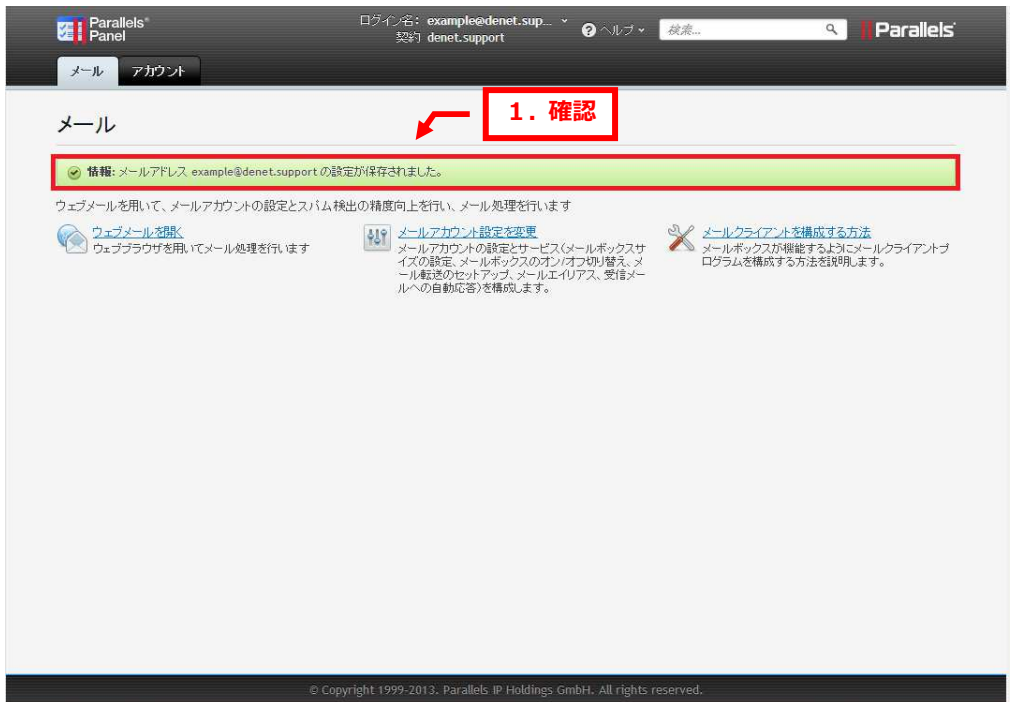 Parallels®
Panel
ログイン名: example@denet.sup...
契約 denet.support
ヘルプ
検索...
Parallels®
メール
アカウント
1. 確認
メール
情報: メールアドレス example@denet.support の設定が保存されました。
ウェブメールを用いて、メールアカウントの設定とスパム検出の精度向上を行い、メール処理を行います
ウェブメールを開く
ウェブブラウザを用いてメール処理を行います
メールアカウント設定を変更
メールアカウントの設定とサービス(メールボックスサ
イズの設定、メールボックスのオン/オフ切り替え、メ
ール転送のセットアップ、メールエイリアス、受信メー
ルへの自動応答)を構成します。
メールクライアントを構成する方法
メールボックスが機能するようにメールクライアントプ
ログラムを構成する方法を説明します。
© Copyright 1999-2013. Parallels IP Holdings GmbH. All rights reserved.